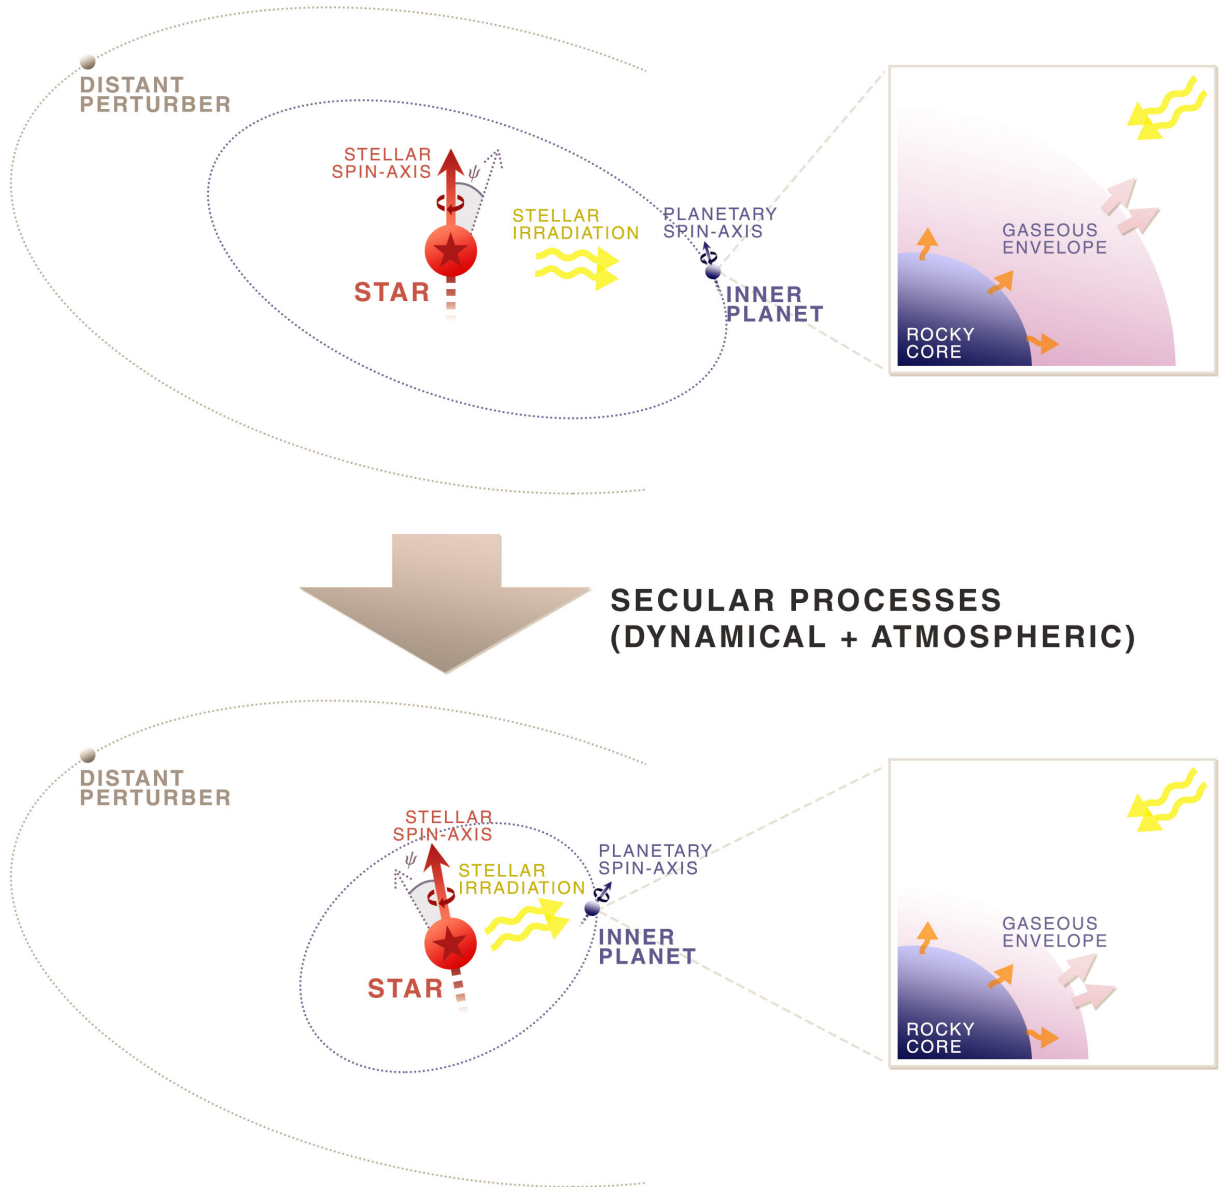 DISTANT
PERTURBER
STELLAR
SPIN-AXIS
ψ
STELLAR
IRRADIATION
PLANETARY
SPIN-AXIS
STAR
INNER
PLANET
GASEOUS
ENVELOPE
ROCKY
CORE
SECULAR PROCESSES
(DYNAMICAL + ATMOSPHERIC)
DISTANT
PERTURBER
STELLAR
SPIN-AXIS
ψ
STELLAR
IRRADIATION
PLANETARY
SPIN-AXIS
STAR
INNER
PLANET
GASEOUS
ENVELOPE
ROCKY
CORE